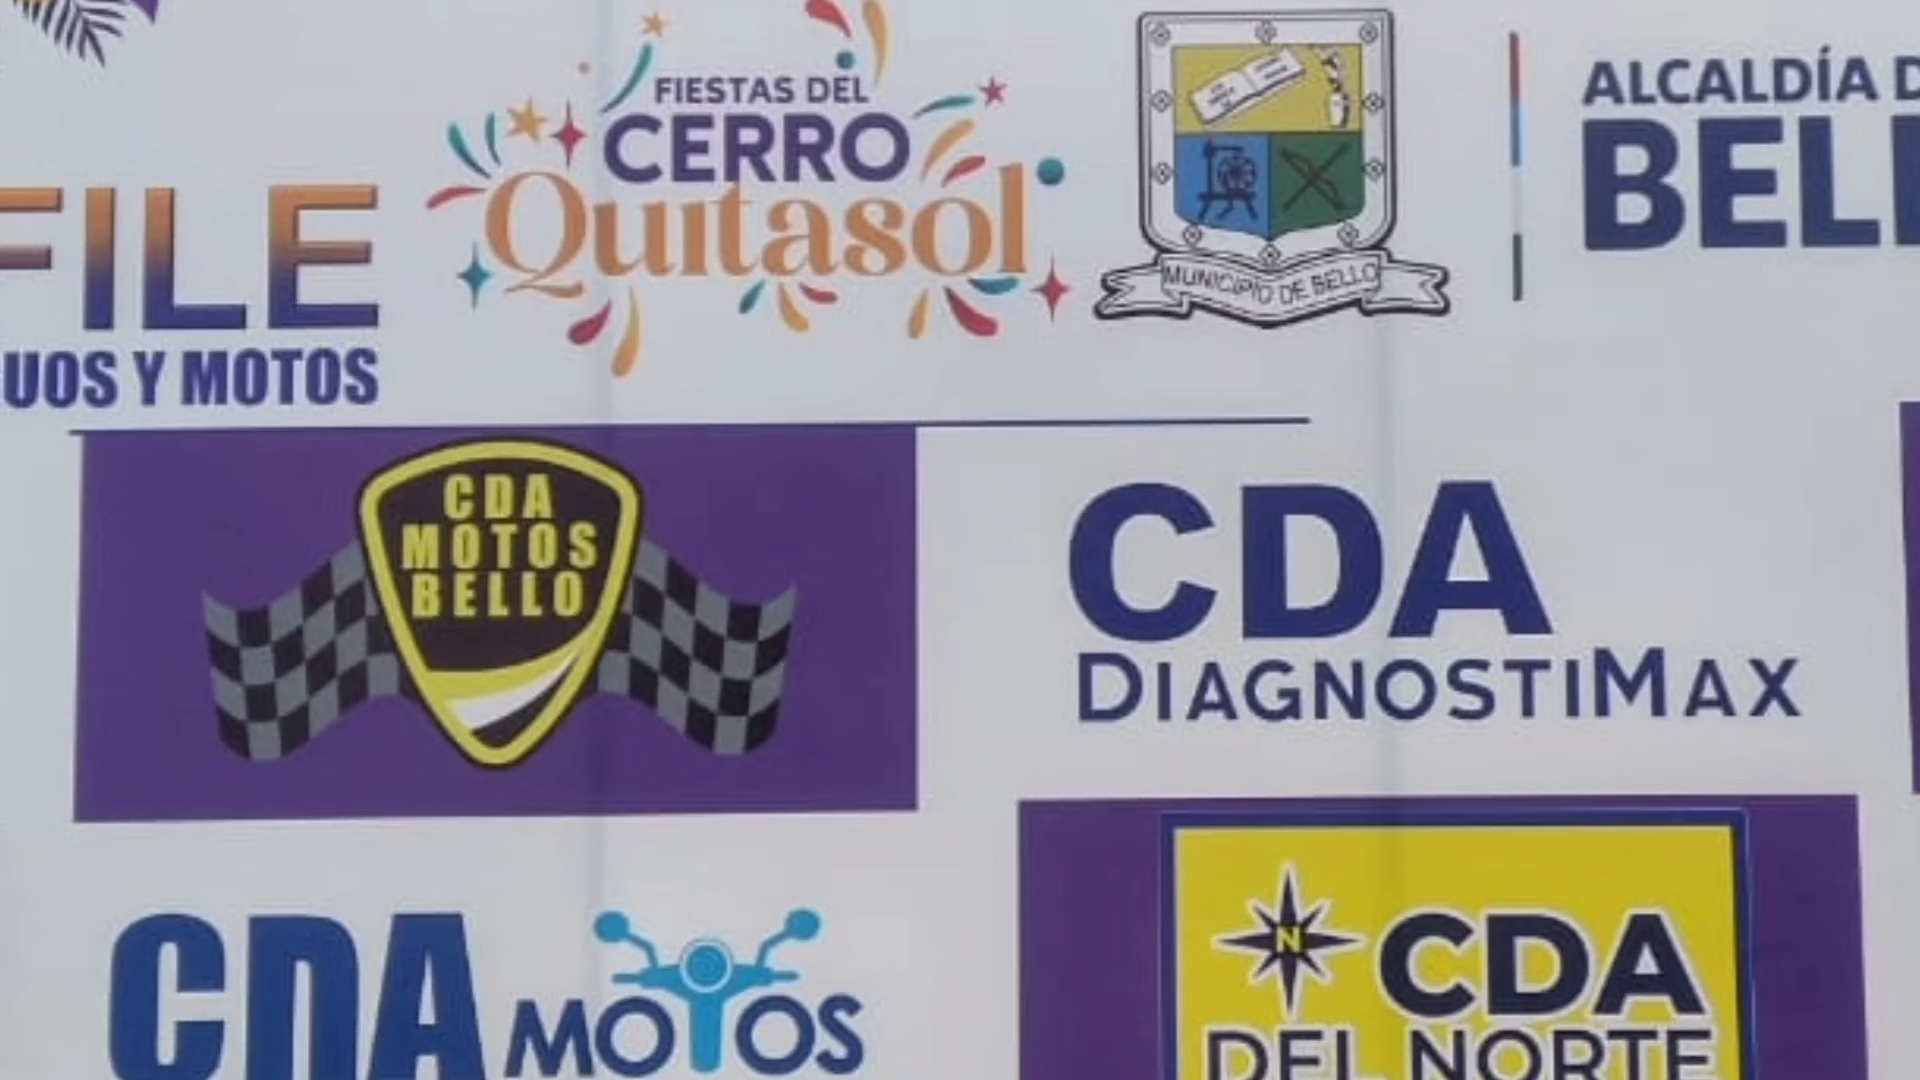 FILE
UOS Y MOTOS
FIESTAS DEL
CERRO
Quitasol
MUNICIPIO DE BELLO
ALCALDÍA D
BELL
CDA
MOTOS
BELLO
CDA
DIAGNOSTIMAX
CDA MOTOS
N
CDA
DEL NORTE